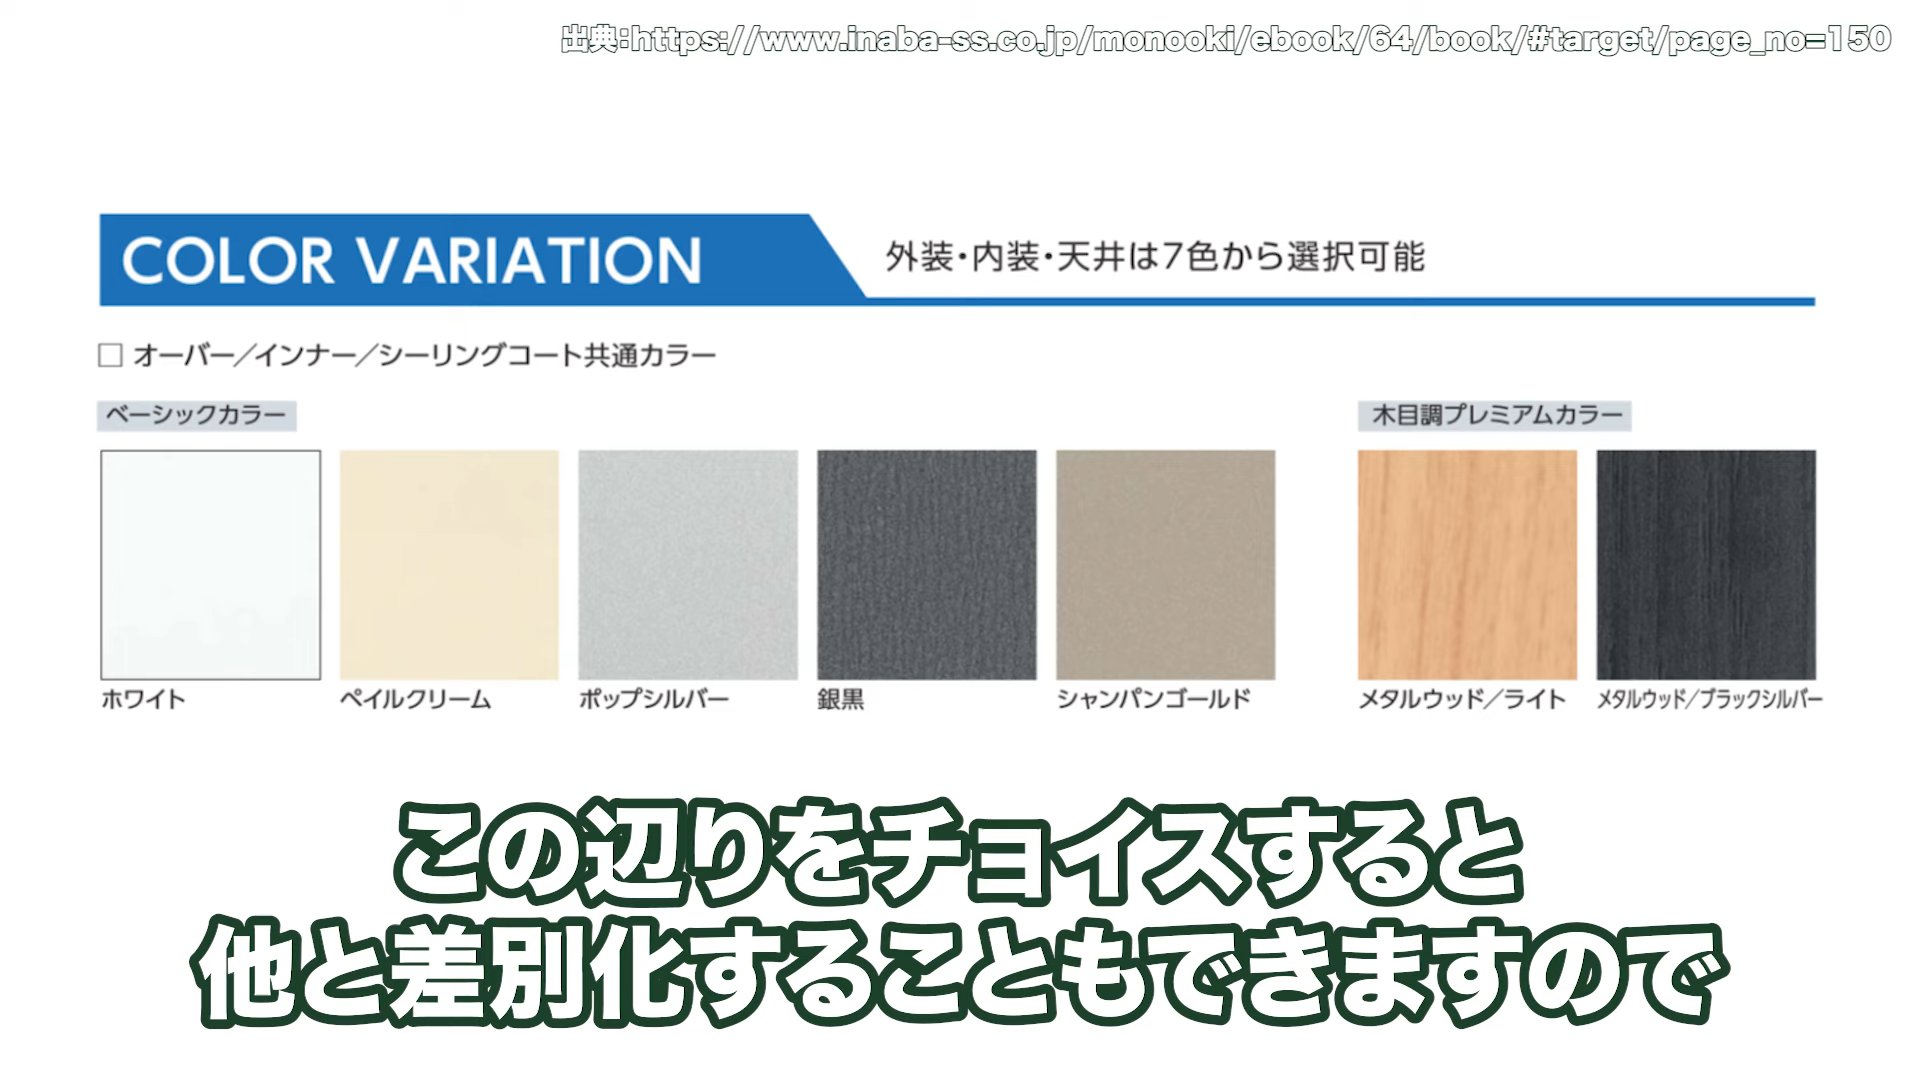 出典:https://www.inaba-ss.co.jp/monooki/ebook/64/book/#target/page_no=150
COLOR VARIATION
外装・内装・天井は7色から選択可能
□ オーバー／インナー／シーリングコート共通カラー
ベーシックカラー
木目調プレミアムカラー
ホワイト
ペイルクリーム
ポップシルバー
銀黒
シャンパンゴールド
メタルウッド／ライト
メタルウッド／ブラックシルバー
この辺りをチョイスすると
他と差別化することもできますので